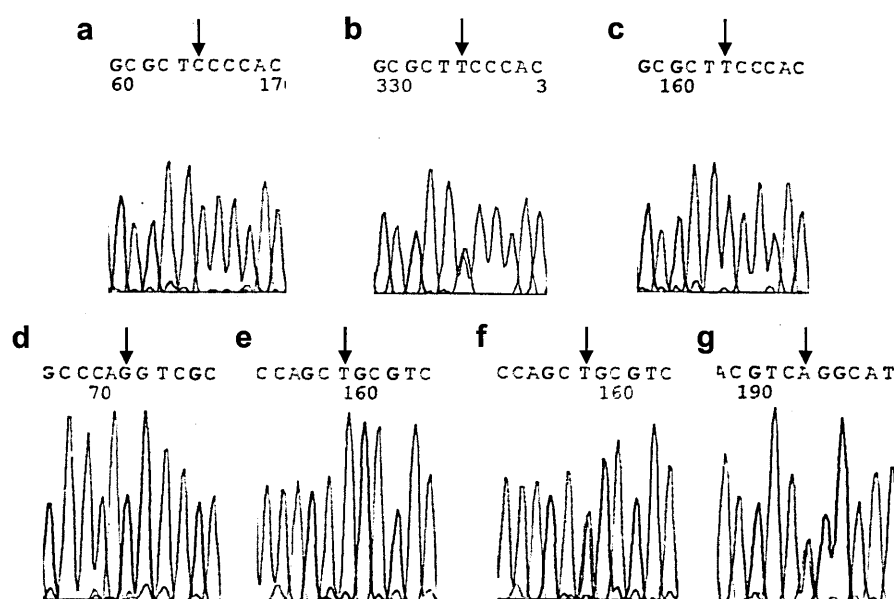 a b c
GCGCTCCCCAC GCGCTTCCCAC GCGCTTCCCAC
60 17 330 3 160
d e f g
GCCCAGGTCGC CCAGCTGCGTC CCAGCTGCGTC ACGTCAGGCAT
70 160 160 190